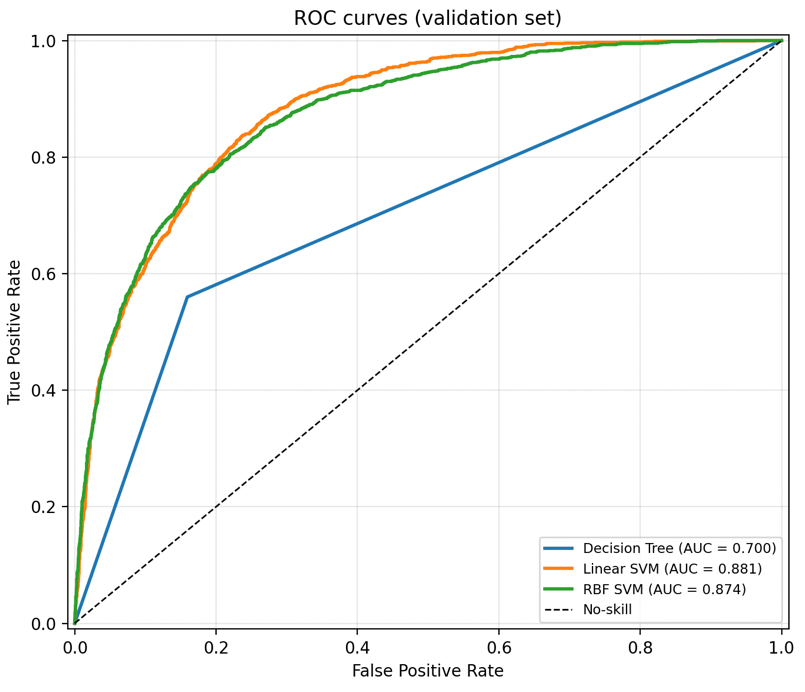 ROC curves (validation set)
1.0
0.8
0.6
0.4
0.2
0.0
True Positive Rate
Decision Tree (AUC = 0.700)
Linear SVM (AUC = 0.881)
RBF SVM (AUC = 0.874)
No-skill
0.0 0.2 0.4 0.6 0.8 1.0
False Positive Rate